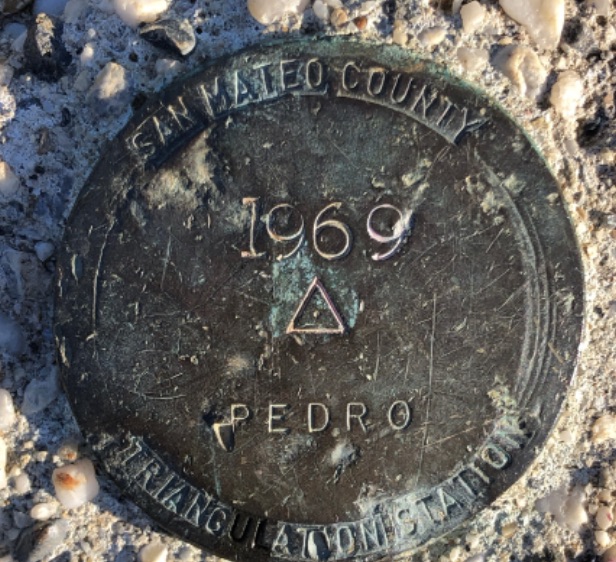 SAN MATEO COUNTY
1969
PEDRO
TRIANGULATION STATION